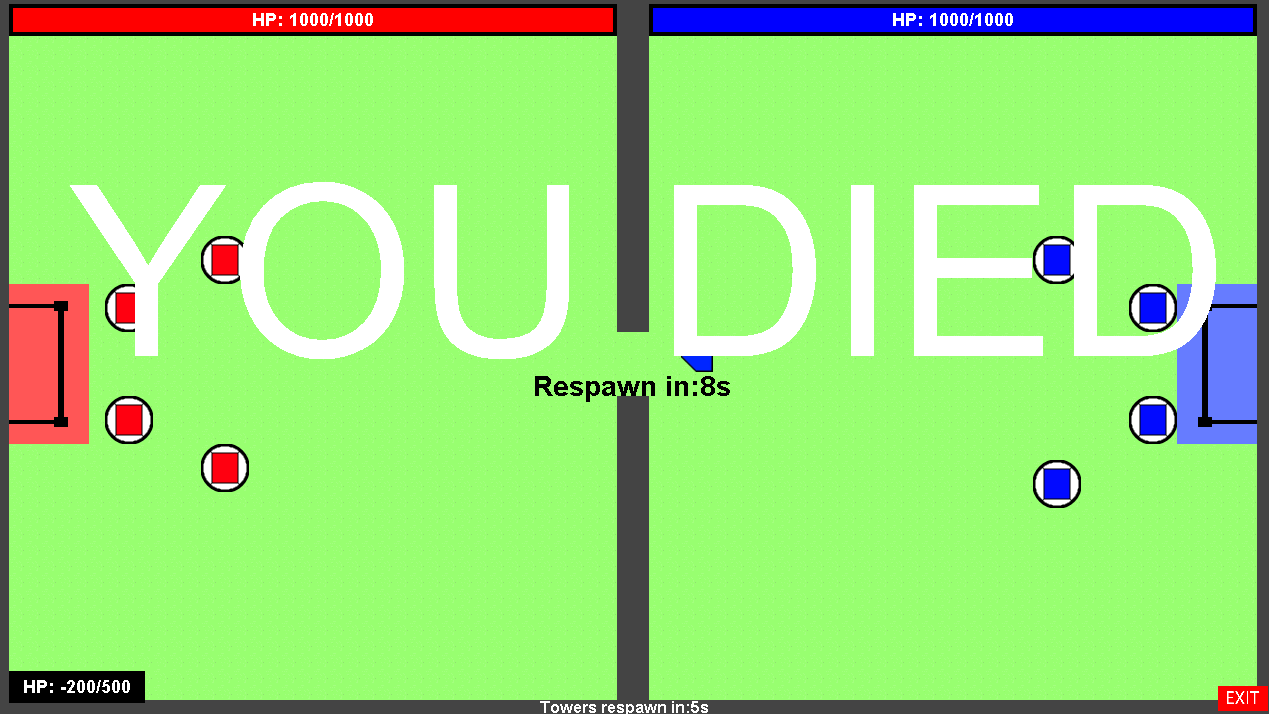 HP: 1000/1000
HP: 1000/1000
YOU DIED
Respawn in:8s
HP: -200/500
EXIT
Towers respawn in:5s